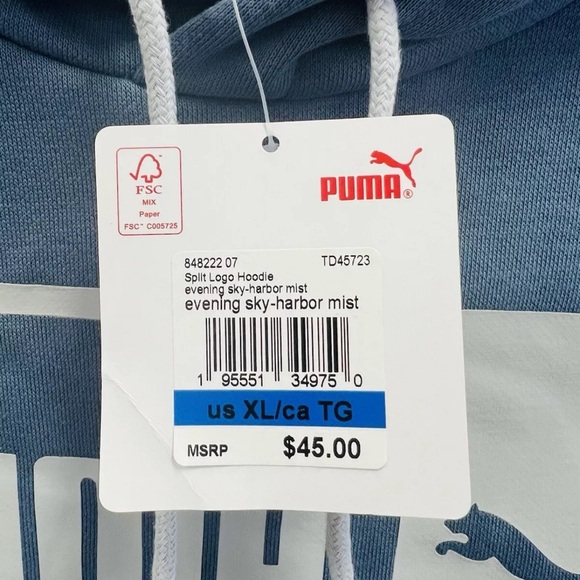 FSC
MIX
Paper
FSC™ C005725
PUMA®
848222 07 TD45723
Split Logo Hoodie
evening sky-harbor mist
evening sky-harbor mist
1 95551 34975 0
us XL/ca TG
MSRP $45.00